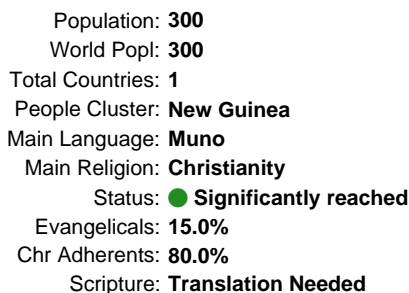 Population: 300
World Popl: 300
Total Countries: 1
People Cluster: New Guinea
Main Language: Muno
Main Religion: Christianity
Status: Significantly reached
Evangelicals: 15.0%
Chr Adherents: 80.0%
Scripture: Translation Needed